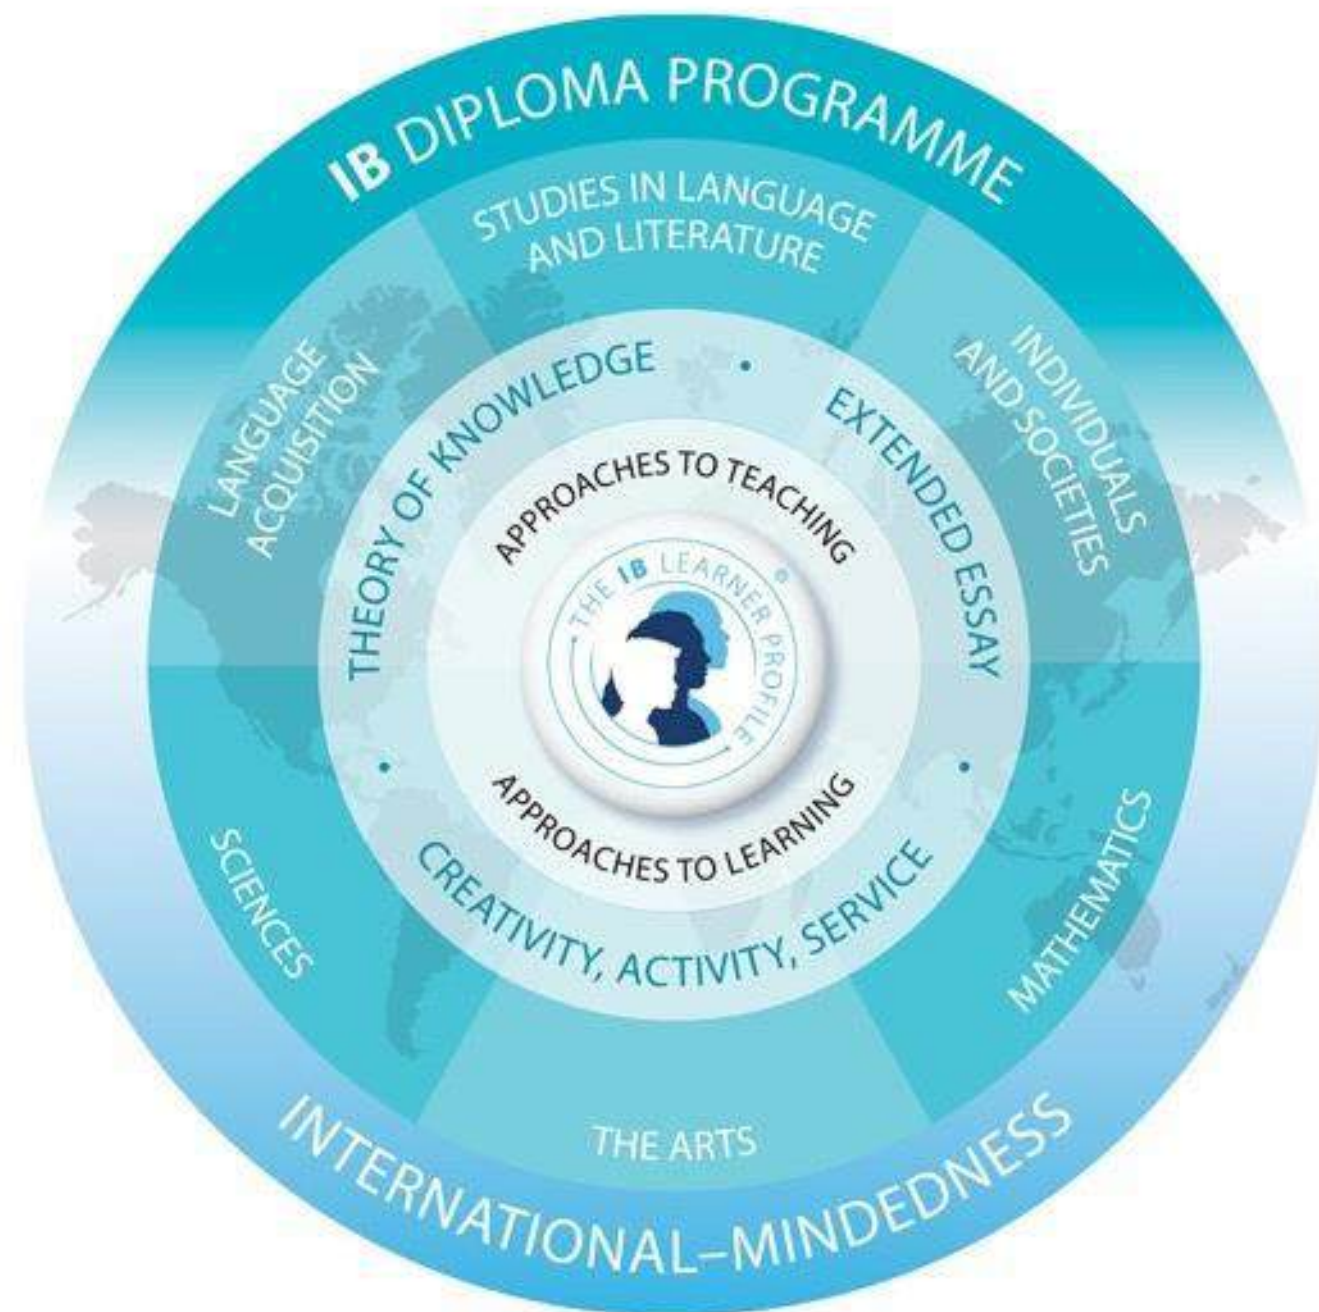 IB DIPLOMA PROGRAMME
STUDIES IN LANGUAGE
AND LITERATURE
LANGUAGE
ACQUISITION
INDIVIDUALS
AND SOCIETIES
THEORY OF KNOWLEDGE •
EXTENDED ESSAY •
APPROACHES TO TEACHING
THE IB LEARNER PROFILE ®
APPROACHES TO LEARNING
CREATIVITY, ACTIVITY, SERVICE •
SCIENCES
MATHEMATICS
THE ARTS
INTERNATIONAL–MINDEDNESS